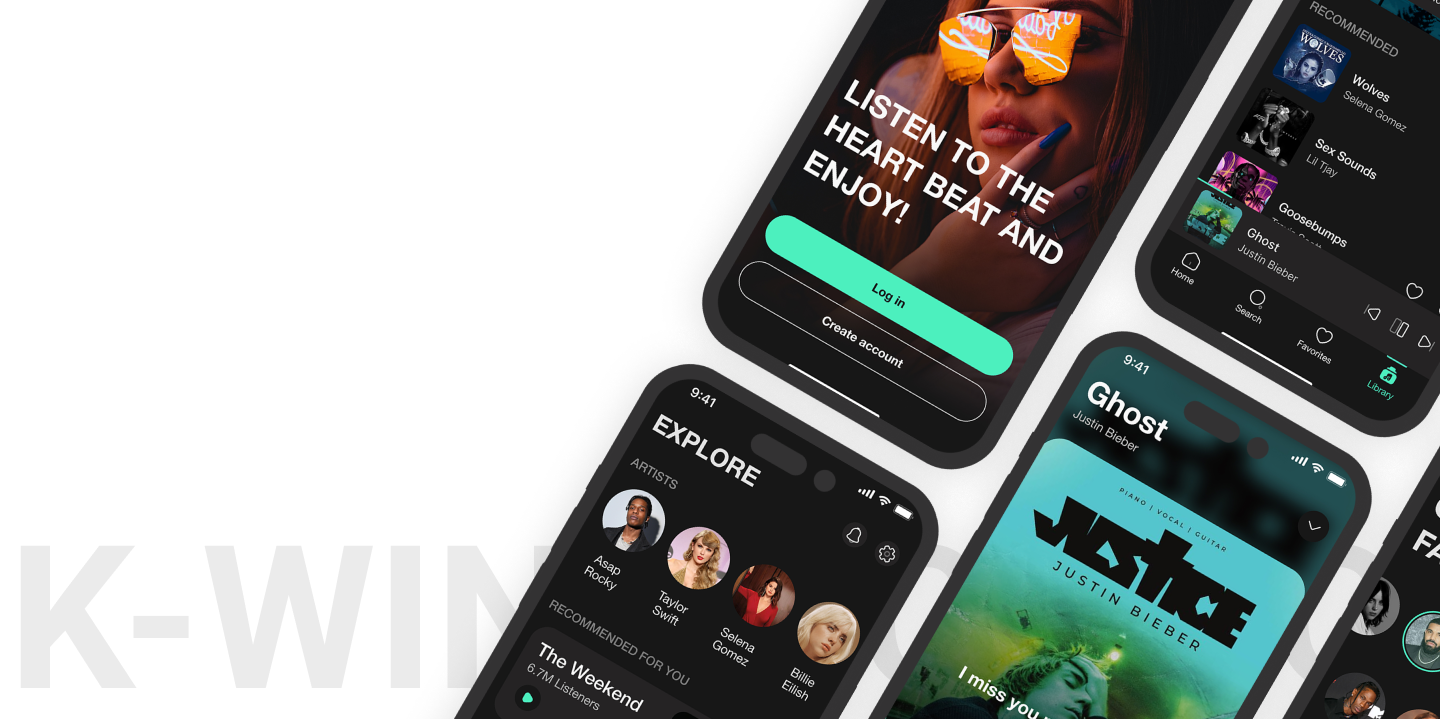 LISTEN TO THE
HEART BEAT AND
ENJOY!
Log in
Create account
RECOMMENDED
WOLVES
Wolves
Selena Gomez
Sex Sounds
Lil Tjay
Goosebumps
Ghost
Justin Bieber
Home
Search
Favorites
Library
9:41
EXPLORE
ARTISTS
Asap
Rocky
Taylor
Swift
Selena
Gomez
Billie
Eilish
RECOMMENDED FOR YOU
The Weekend
6.7M Listeners
9:41
Ghost
Justin Bieber
PIANO | VOCAL | GUITAR
JUSTICE
JUSTIN BIEBER
I miss you
FA
K-WIN